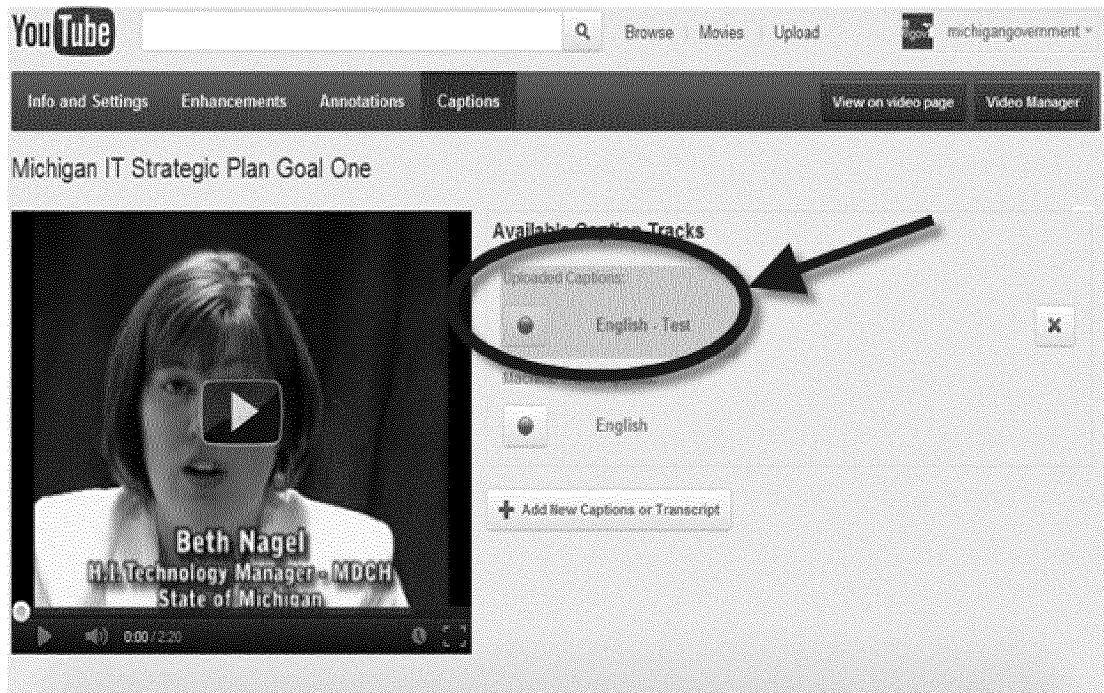 YouTube Browse Movies Upload michigangovernment
Info and Settings Enhancements Annotations Captions View on video page Video Manager
Michigan IT Strategic Plan Goal One
Available Caption Tracks
Uploaded Captions:
English - Test
English
+ Add New Captions or Transcript
Beth Nagel
H.I. Technology Manager - MDCH
State of Michigan
0:00 / 2:20